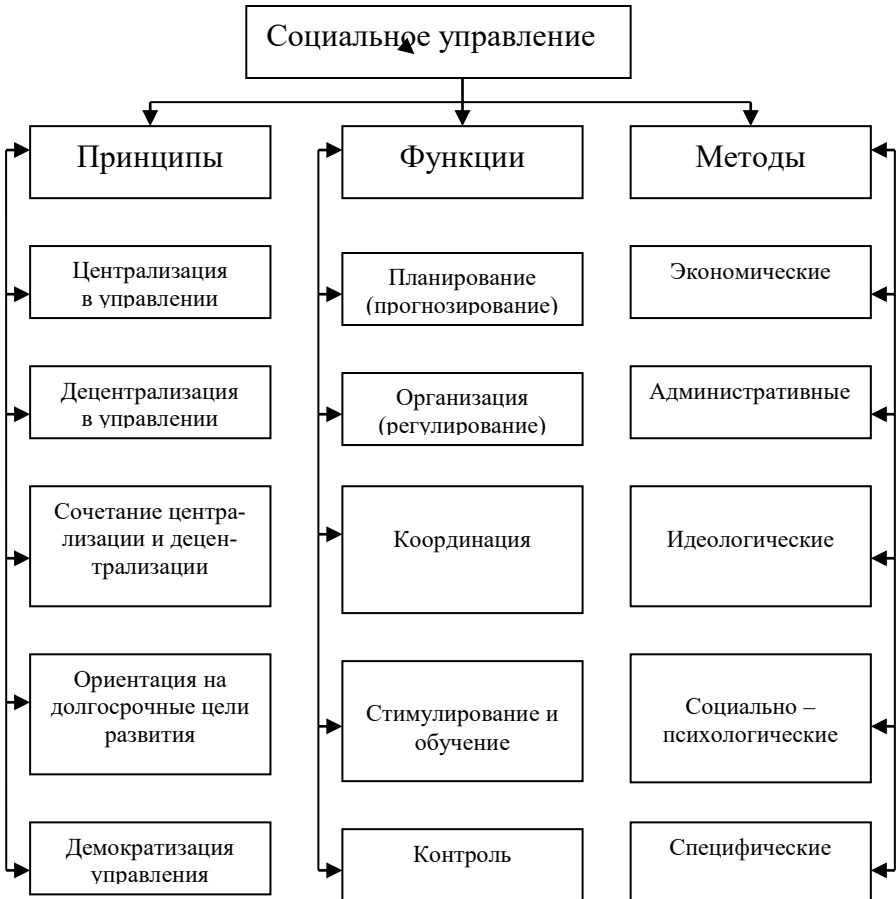 Социальное управление
Принципы
Централизация
в управлении
Децентрализация
в управлении
Сочетание центра-
лизации и децен-
трализации
Ориентация на
долгосрочные цели
развития
Демократизация
управления
Функции
Планирование
(прогнозирование)
Организация
(регулирование)
Координация
Стимулирование и
обучение
Контроль
Методы
Экономические
Административные
Идеологические
Социально –
психологические
Специфические